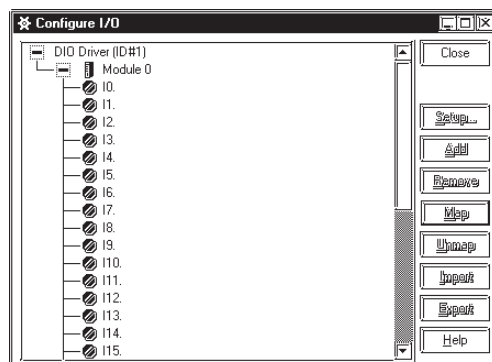 Configure I/O
DIO Driver (ID#1)
Module 0
I0.
I1.
I2.
I3.
I4.
I5.
I6.
I7.
I8.
I9.
I10.
I11.
I12.
I13.
I14.
I15.
Close
Setup...
Add
Remove
Map
Unmap
Import
Export
Help